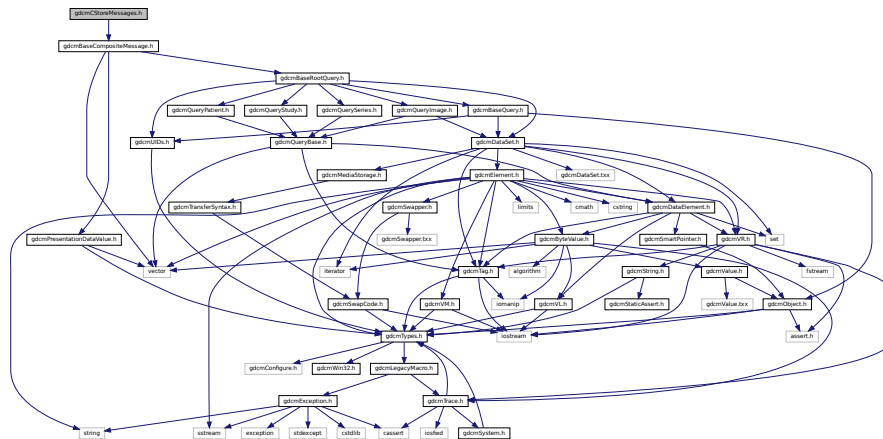 gdcmCStoreMessages.h
gdcmBaseCompositeMessage.h
gdcmBaseRootQuery.h
gdcmQueryPatient.h
gdcmQueryStudy.h
gdcmQuerySeries.h
gdcmQueryImage.h
gdcmBaseQuery.h
gdcmUIDs.h
gdcmQueryBase.h
gdcmDataSet.h
gdcmMediaStorage.h
gdcmElement.h
gdcmDataSet.txx
gdcmTransferSyntax.h
gdcmSwapper.h
limits
cmath
cstring
gdcmDataElement.h
gdcmPresentationDataValue.h
gdcmSwapper.txx
gdcmByteValue.h
gdcmSmartPointer.h
gdcmVR.h
set
vector
iterator
gdcmTag.h
algorithm
gdcmString.h
gdcmValue.h
fstream
gdcmSwapCode.h
gdcmVM.h
iomanip
gdcmVL.h
gdcmStaticAssert.h
gdcmValue.txx
gdcmObject.h
gdcmTypes.h
iostream
assert.h
gdcmConfigure.h
gdcmWin32.h
gdcmLegacyMacro.h
gdcmException.h
gdcmTrace.h
string
sstream
exception
stdexcept
cstdlib
cassert
iosfwd
gdcmSystem.h